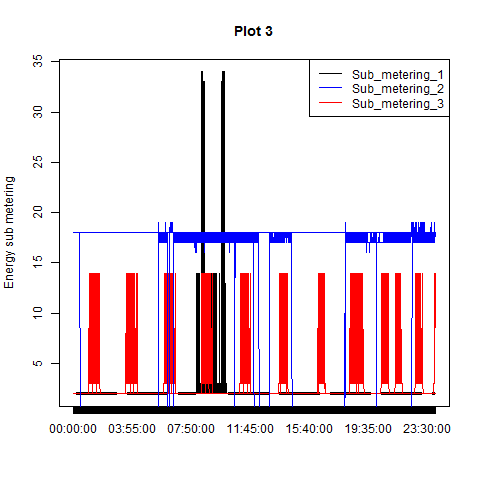 Plot 3
Sub_metering_1
Sub_metering_2
Sub_metering_3
Energy sub metering
35
30
25
20
15
10
5
00:00:00 03:55:00 07:50:00 11:45:00 15:40:00 19:35:00 23:30:00